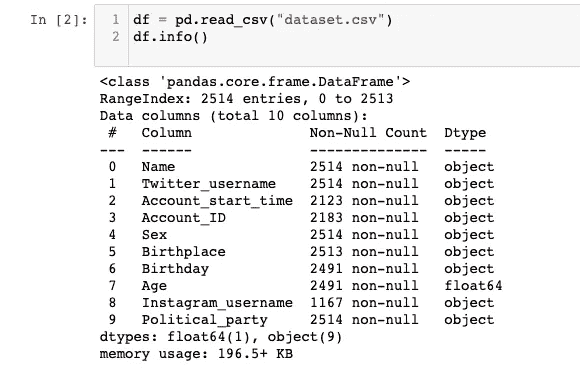 In [2]:
1 df = pd.read_csv("dataset.csv")
2 df.info()
<class 'pandas.core.frame.DataFrame'>
RangeIndex: 2514 entries, 0 to 2513
Data columns (total 10 columns):
 #   Column              Non-Null Count  Dtype
---  ------              --------------  -----
 0   Name                2514 non-null   object
 1   Twitter_username    2514 non-null   object
 2   Account_start_time  2123 non-null   object
 3   Account_ID          2183 non-null   object
 4   Sex                 2514 non-null   object
 5   Birthplace          2513 non-null   object
 6   Birthday            2491 non-null   object
 7   Age                 2491 non-null   float64
 8   Instagram_username  1167 non-null   object
 9   Political_party     2514 non-null   object
dtypes: float64(1), object(9)
memory usage: 196.5+ KB